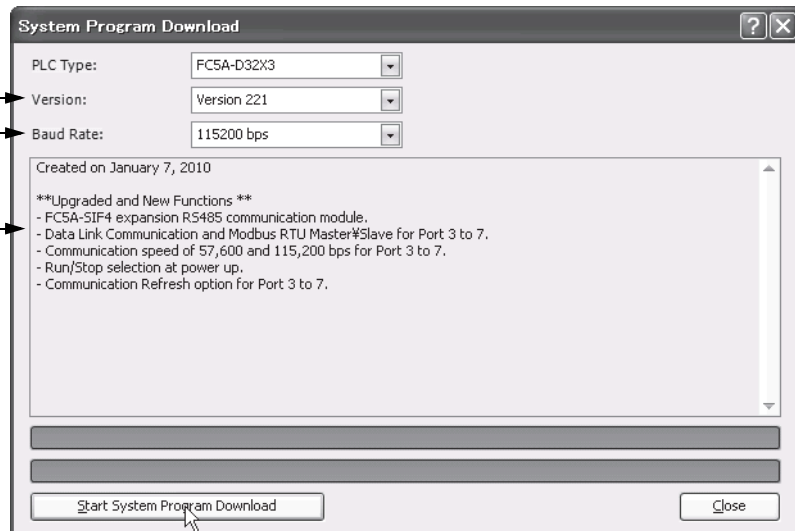 System Program Download
PLC Type: FC5A-D32X3
Version: Version 221
Baud Rate: 115200 bps
Created on January 7, 2010
**Upgraded and New Functions **
- FC5A-SIF4 expansion RS485 communication module.
- Data Link Communication and Modbus RTU Master¥Slave for Port 3 to 7.
- Communication speed of 57,600 and 115,200 bps for Port 3 to 7.
- Run/Stop selection at power up.
- Communication Refresh option for Port 3 to 7.
Start System Program Download
Close